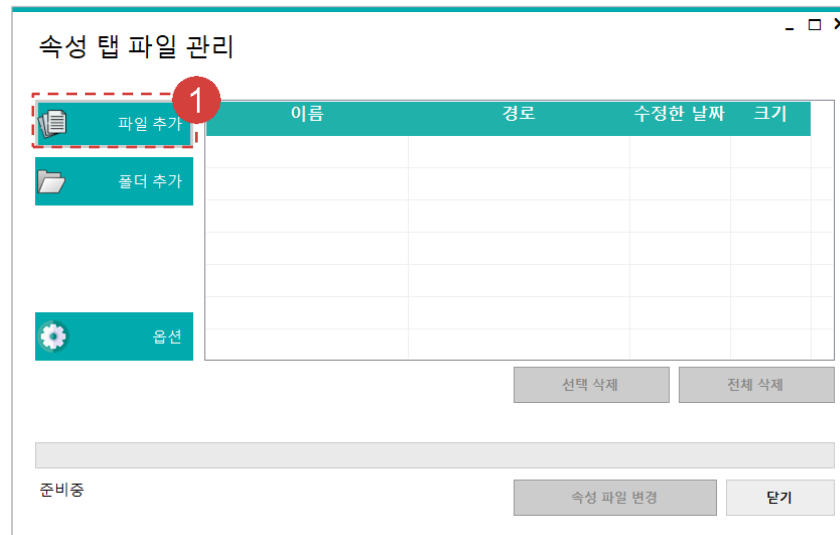 속성 탭 파일 관리
1
파일 추가
이름 경로 수정한 날짜 크기
폴더 추가
옵션
선택 삭제 전체 삭제
준비중
속성 파일 변경 닫기